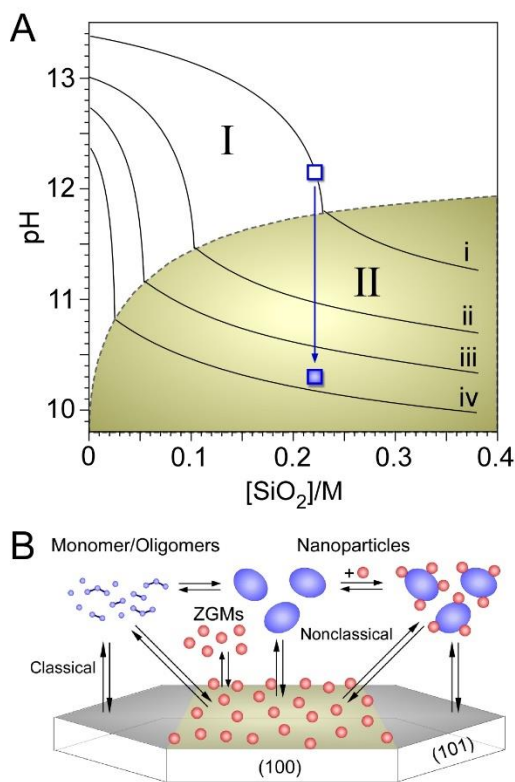 A
13
12
11
10
pH
I
II
i
ii
iii
iv
0
0.1
0.2
0.3
0.4
[SiO₂]/M
B
Monomer/Oligomers
Nanoparticles
+
ZGMs
Nonclassical
Classical
(100)
(101)